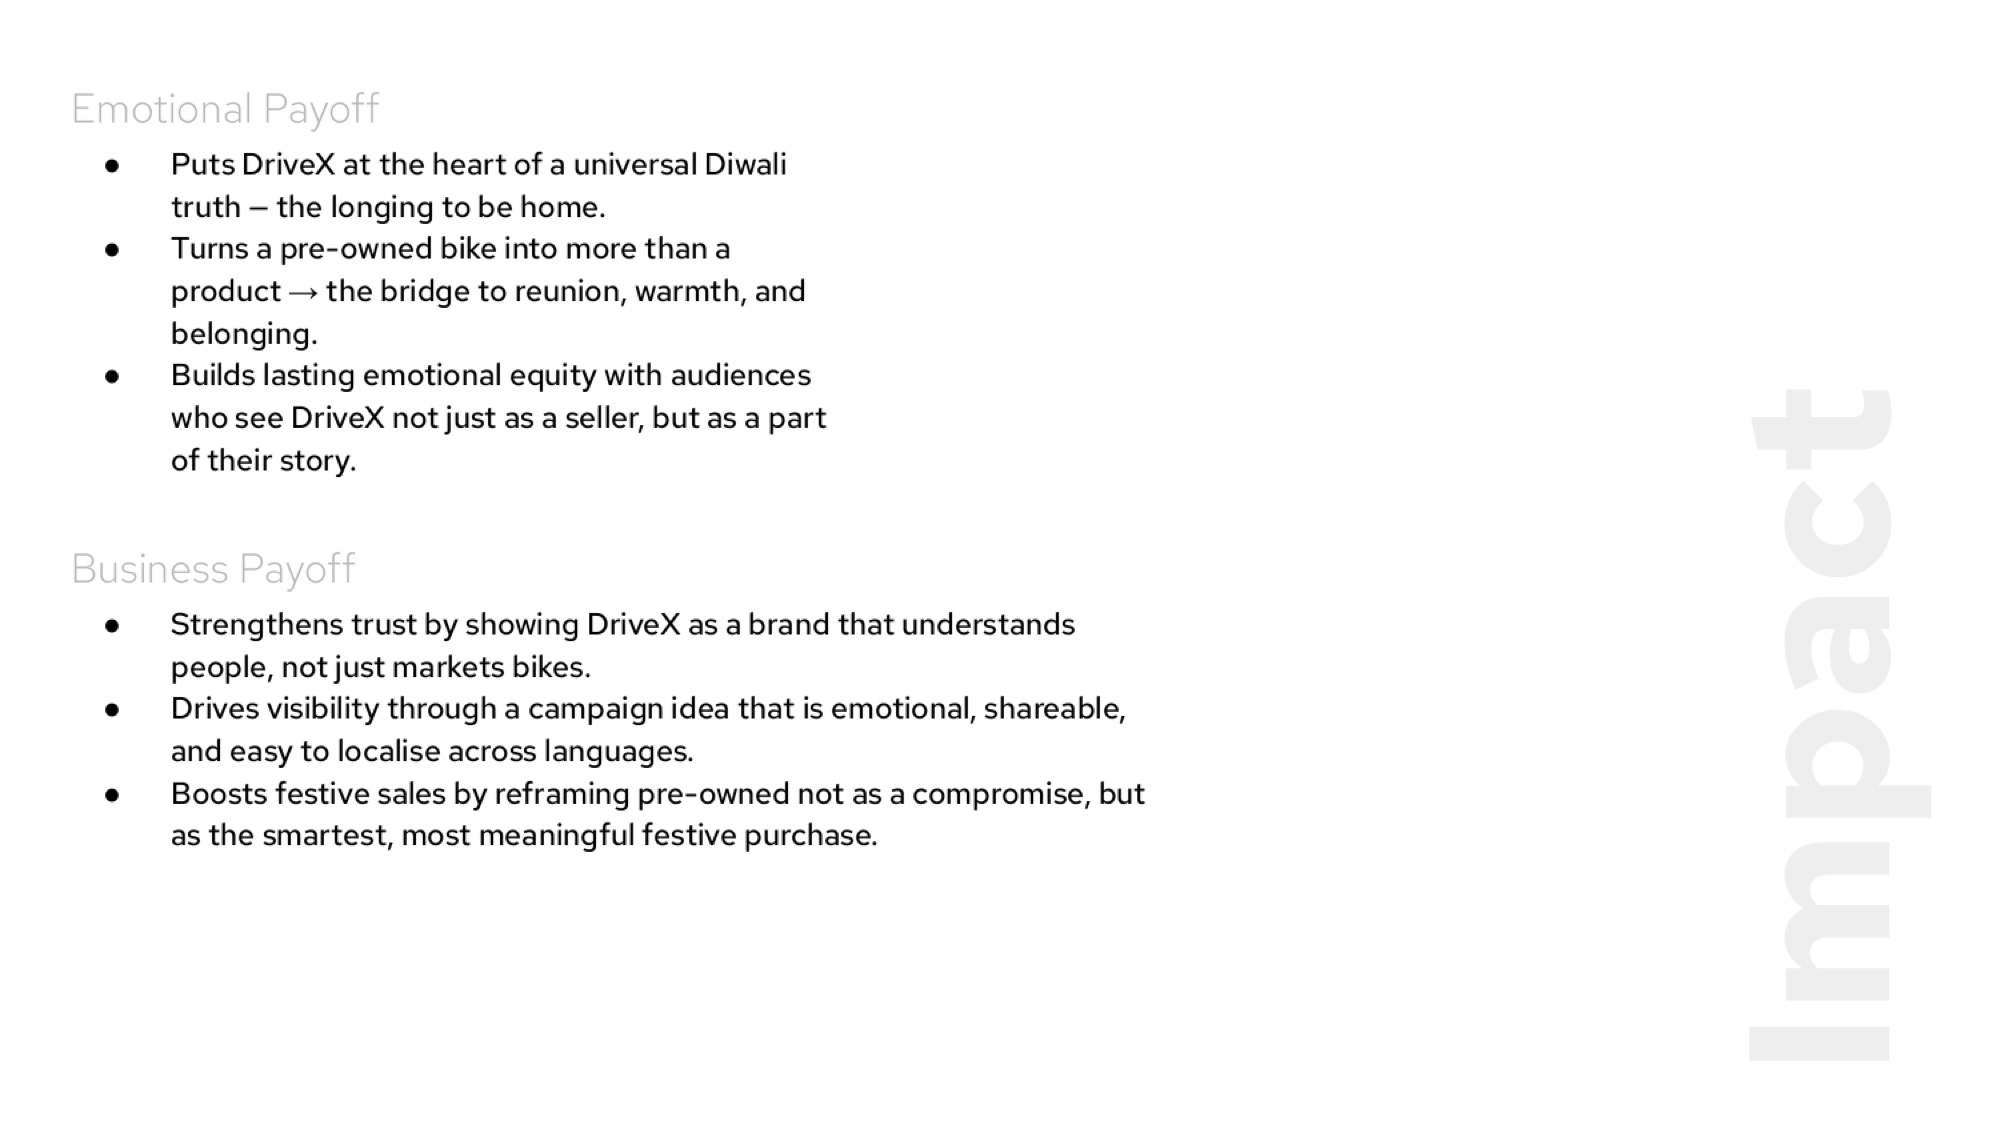 Emotional Payoff
● Puts DriveX at the heart of a universal Diwali
truth – the longing to be home.
● Turns a pre-owned bike into more than a
product → the bridge to reunion, warmth, and
belonging.
● Builds lasting emotional equity with audiences
who see DriveX not just as a seller, but as a part
of their story.
Business Payoff
● Strengthens trust by showing DriveX as a brand that understands
people, not just markets bikes.
● Drives visibility through a campaign idea that is emotional, shareable,
and easy to localise across languages.
● Boosts festive sales by reframing pre-owned not as a compromise, but
as the smartest, most meaningful festive purchase.
Impact